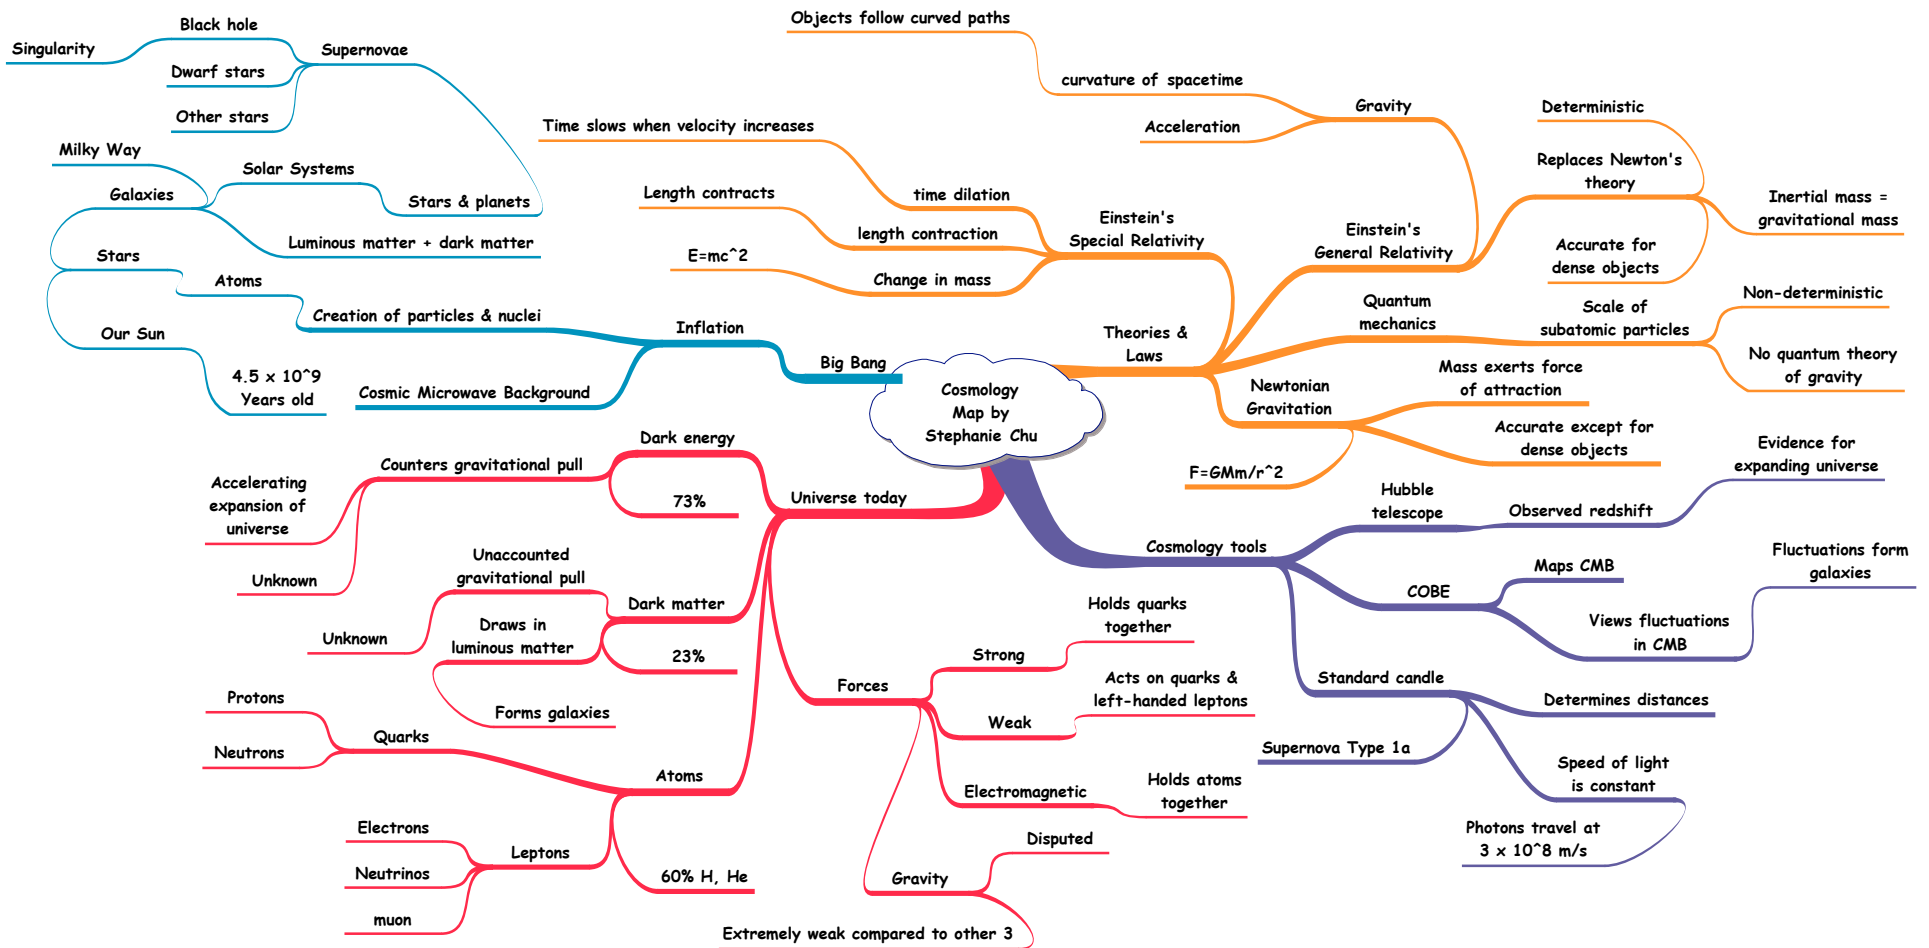 Cosmology
Map by
Stephanie Chu
Big Bang
Inflation
Creation of particles & nuclei
Atoms
Stars
Galaxies
Milky Way
Solar Systems
Stars & planets
Supernovae
Black hole
Singularity
Dwarf stars
Other stars
Luminous matter + dark matter
Our Sun
4.5 x 10^9
Years old
Cosmic Microwave Background
Theories &
Laws
Einstein's
Special Relativity
time dilation
Time slows when velocity increases
length contraction
Length contracts
Change in mass
E=mc^2
Einstein's
General Relativity
Gravity
curvature of spacetime
Objects follow curved paths
Acceleration
Replaces Newton's
theory
Deterministic
Inertial mass =
gravitational mass
Accurate for
dense objects
Quantum
mechanics
Scale of
subatomic particles
Non-deterministic
No quantum theory
of gravity
Newtonian
Gravitation
Mass exerts force
of attraction
Accurate except for
dense objects
F=GMm/r^2
Cosmology tools
Hubble
telescope
Observed redshift
Evidence for
expanding universe
COBE
Maps CMB
Views fluctuations
in CMB
Fluctuations form
galaxies
Standard candle
Determines distances
Speed of light
is constant
Photons travel at
3 x 10^8 m/s
Supernova Type 1a
Universe today
Dark energy
Counters gravitational pull
Accelerating
expansion of
universe
Unknown
73%
Dark matter
Unaccounted
gravitational pull
Unknown
Draws in
luminous matter
Forms galaxies
23%
Atoms
Quarks
Protons
Neutrons
Leptons
Electrons
Neutrinos
muon
60% H, He
Forces
Strong
Holds quarks
together
Weak
Acts on quarks &
left-handed leptons
Electromagnetic
Holds atoms
together
Gravity
Disputed
Extremely weak compared to other 3